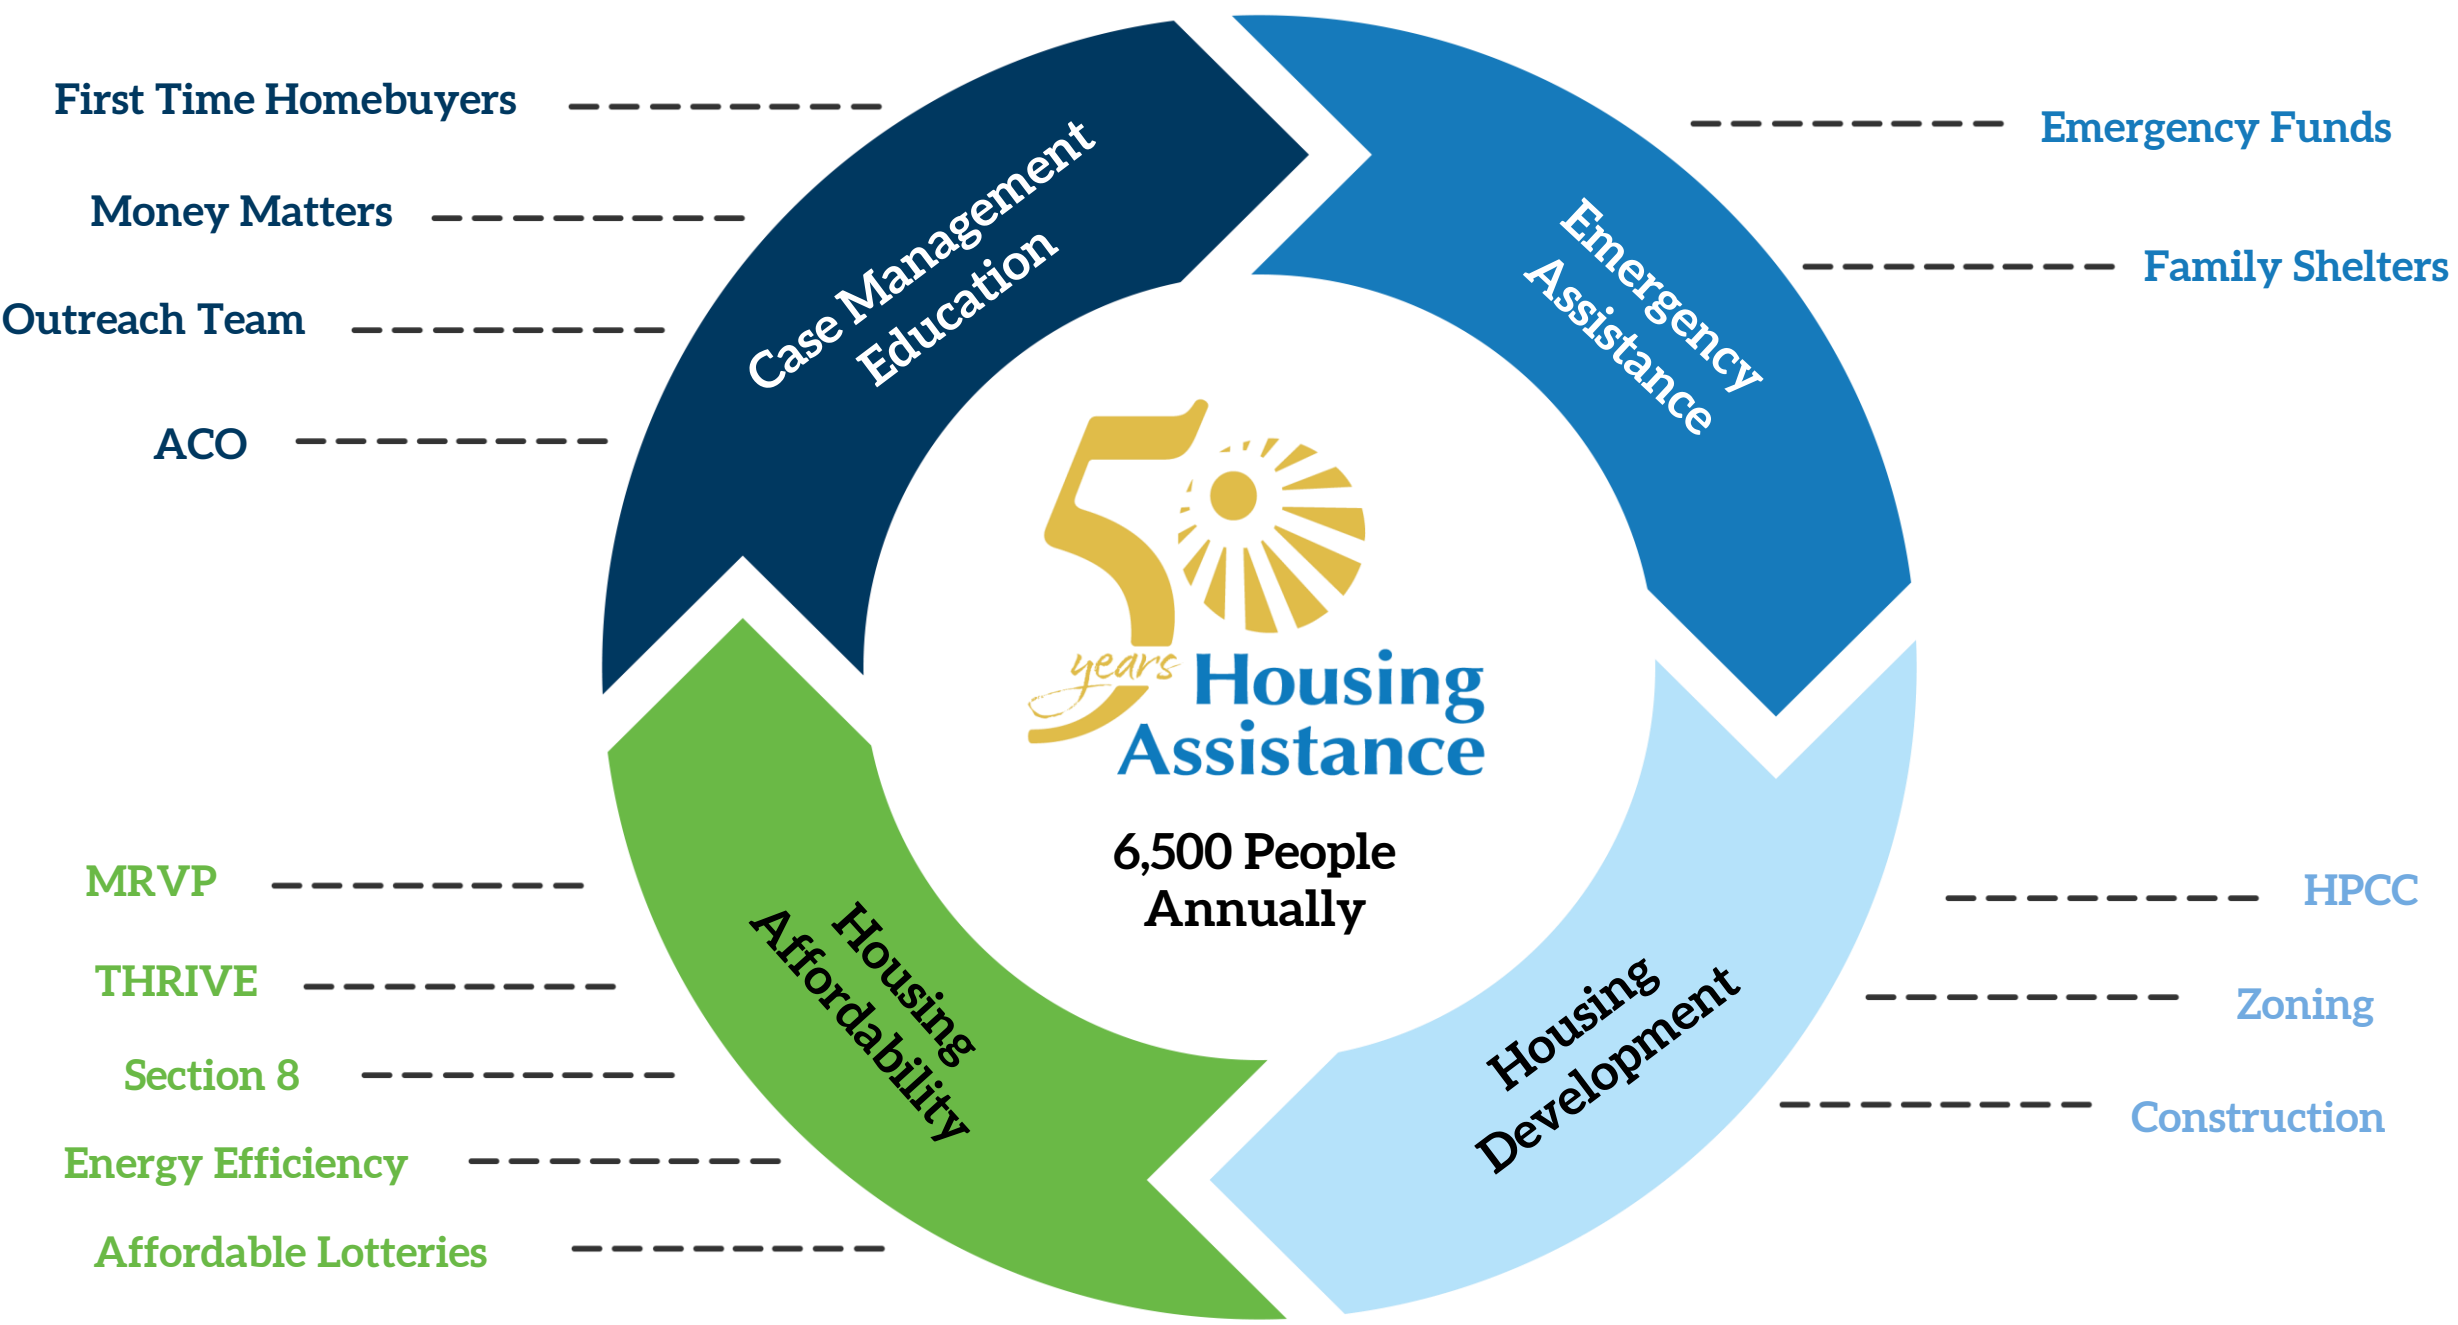 First Time Homebuyers
Money Matters
Outreach Team
ACO
Case Management
Education
Emergency
Assistance
Emergency Funds
Family Shelters
50
years
Housing
Assistance
6,500 People
Annually
MRVP
THRIVE
Section 8
Energy Efficiency
Affordable Lotteries
Housing
Affordability
Housing
Development
HPCC
Zoning
Construction